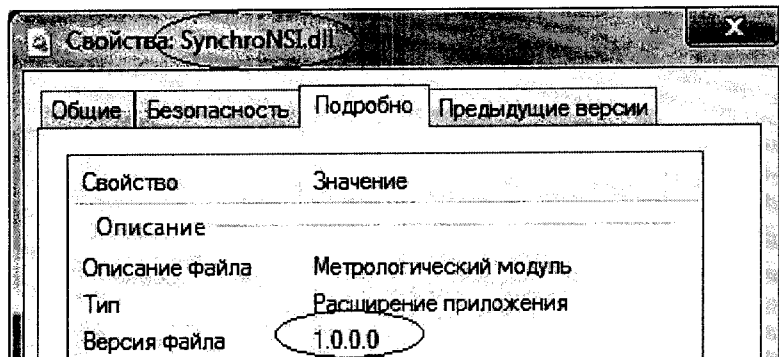 Свойства: SynchroNSI.dll
Общие Безопасность Подробно Предыдущие версии
Свойство Значение
Описание
Описание файла Метрологический модуль
Тип Расширение приложения
Версия файла 1.0.0.0